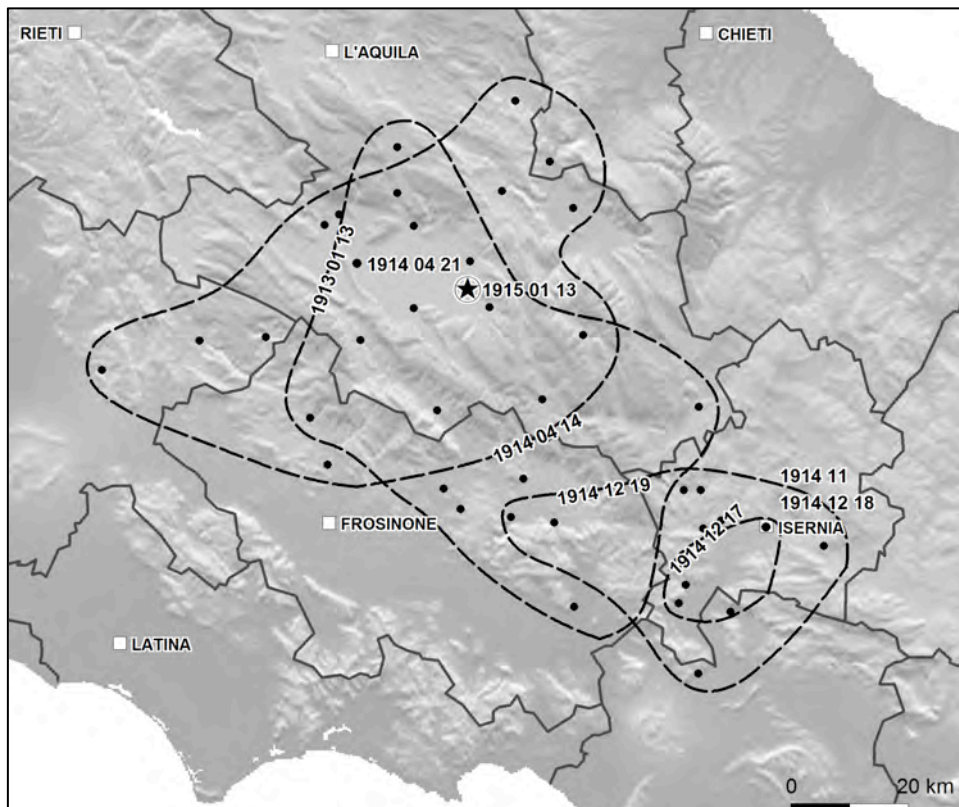 RIETI
L'AQUILA
CHIETI
1913 01 13
1914 04 21
1915 01 13
1914 04 14
1914 12 19
1914 11
1914 12 18
ISERNIA
1914 12 17
FROSINONE
LATINA
0 20 km